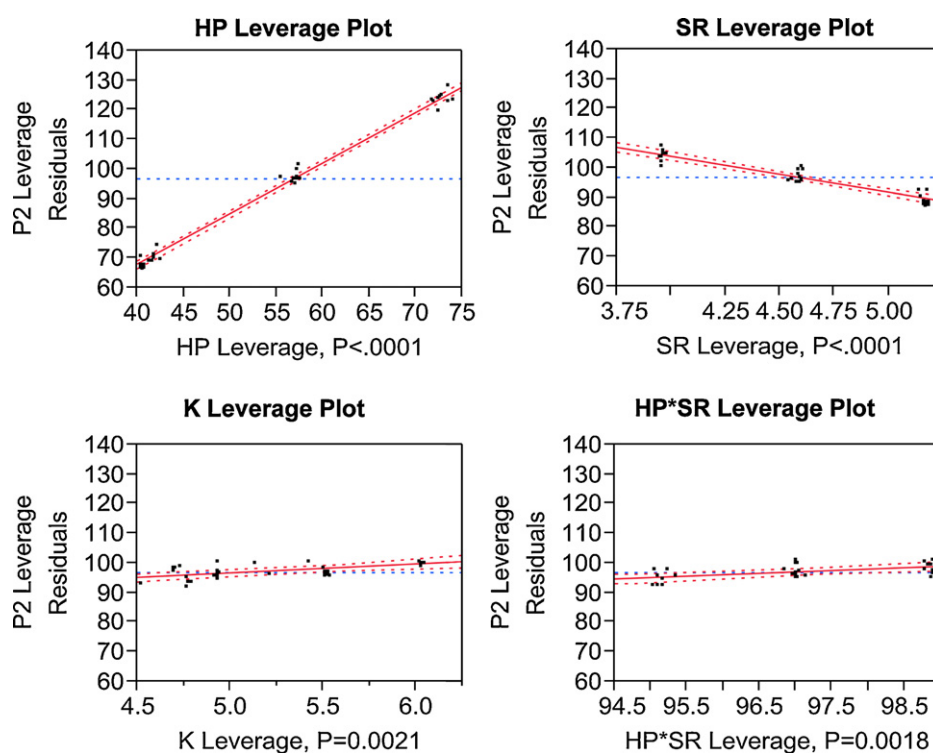 HP Leverage Plot
P2 Leverage
Residuals
140
130
120
110
100
90
80
70
60
40 45 50 55 60 65 70 75
HP Leverage, P<.0001
SR Leverage Plot
P2 Leverage
Residuals
140
130
120
110
100
90
80
70
60
3.75 4.25 4.50 4.75 5.00
SR Leverage, P<.0001
K Leverage Plot
P2 Leverage
Residuals
140
130
120
110
100
90
80
70
60
4.5 5.0 5.5 6.0
K Leverage, P=0.0021
HP*SR Leverage Plot
P2 Leverage
Residuals
140
130
120
110
100
90
80
70
60
94.5 95.5 96.5 97.5 98.5
HP*SR Leverage, P=0.0018